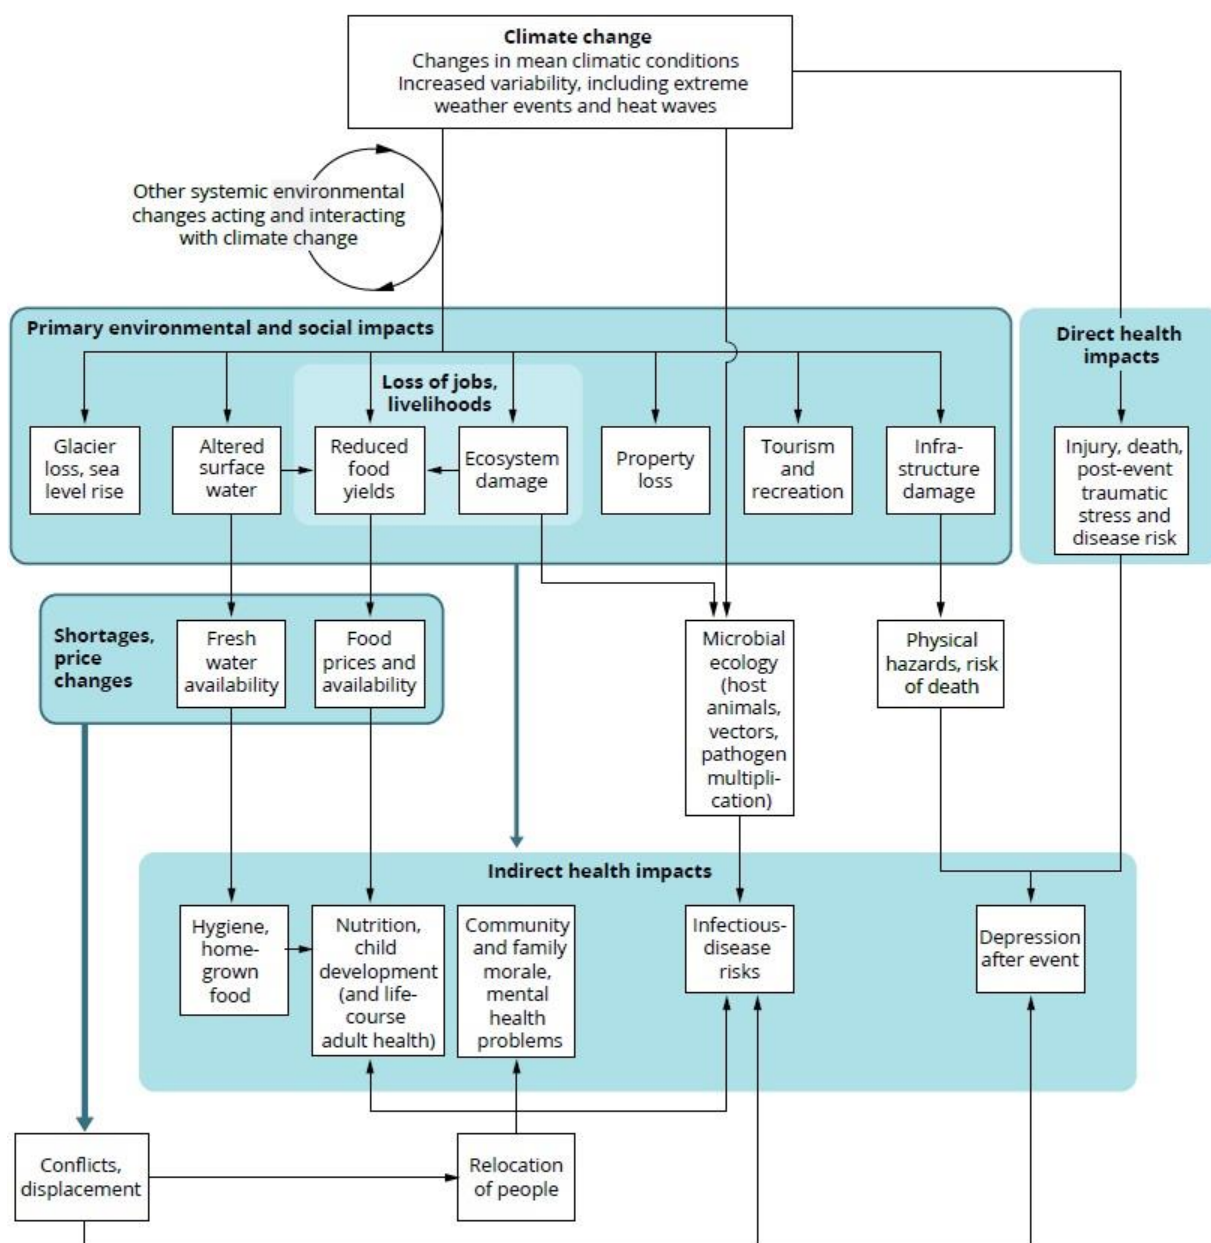 Climate change
Changes in mean climatic conditions
Increased variability, including extreme
weather events and heat waves
Other systemic environmental
changes acting and interacting
with climate change
Primary environmental and social impacts
Direct health
impacts
Loss of jobs,
livelihoods
Glacier
loss, sea
level rise
Altered
surface
water
Reduced
food
yields
Ecosystem
damage
Property
loss
Tourism
and
recreation
Infra-
structure
damage
Injury, death,
post-event
traumatic
stress and
disease risk
Shortages,
price
changes
Fresh
water
availability
Food
prices and
availability
Microbial
ecology
(host
animals,
vectors,
pathogen
multipli-
cation)
Physical
hazards, risk
of death
Indirect health impacts
Hygiene,
home-
grown
food
Nutrition,
child
development
(and life-
course
adult health)
Community
and family
morale,
mental
health
problems
Infectious-
disease
risks
Depression
after event
Conflicts,
displacement
Relocation
of people